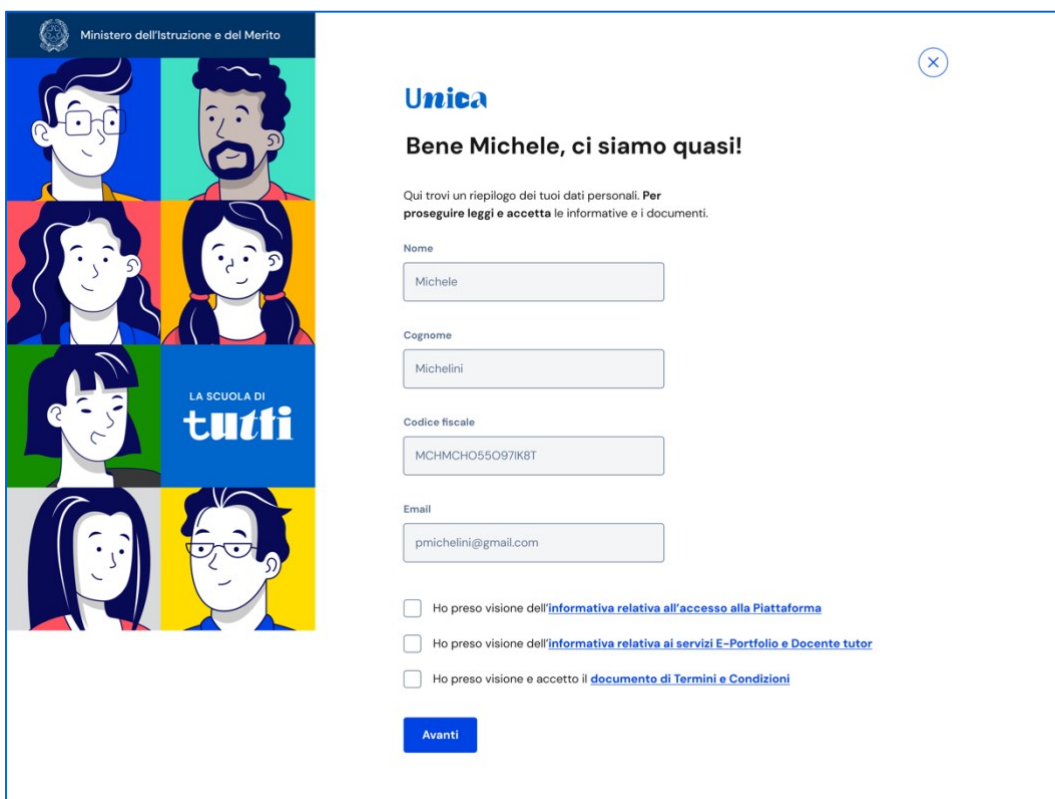 Ministero dell'Istruzione e del Merito
LA SCUOLA DI
tutti
Unica
Bene Michele, ci siamo quasi!
Qui trovi un riepilogo dei tuoi dati personali. Per
proseguire leggi e accetta le informative e i documenti.
Nome
Michele
Cognome
Michelini
Codice fiscale
MCHMCHO55O97IK8T
Email
pmichelini@gmail.com
Ho preso visione dell'informativa relativa all'accesso alla Piattaforma
Ho preso visione dell'informativa relativa ai servizi E-Portfolio e Docente tutor
Ho preso visione e accetto il documento di Termini e Condizioni
Avanti